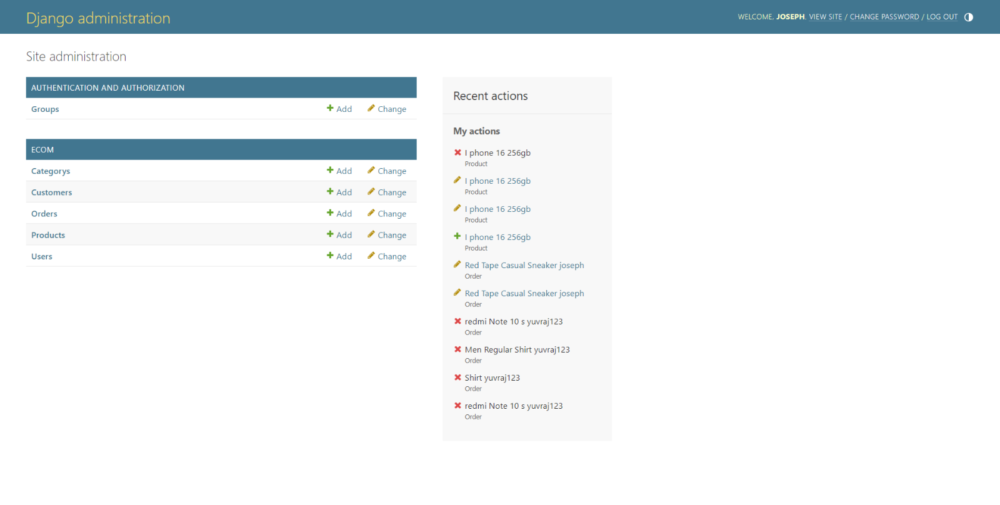 Django administration
WELCOME, JOSEPH. VIEW SITE / CHANGE PASSWORD / LOG OUT
Site administration
AUTHENTICATION AND AUTHORIZATION
Groups Add Change
ECOM
Categorys Add Change
Customers Add Change
Orders Add Change
Products Add Change
Users Add Change
Recent actions
My actions
I phone 16 256gb
Product
I phone 16 256gb
Product
I phone 16 256gb
Product
I phone 16 256gb
Product
Red Tape Casual Sneaker joseph
Order
Red Tape Casual Sneaker joseph
Order
redmi Note 10 s yuvraj123
Order
Men Regular Shirt yuvraj123
Order
Shirt yuvraj123
Order
redmi Note 10 s yuvraj123
Order